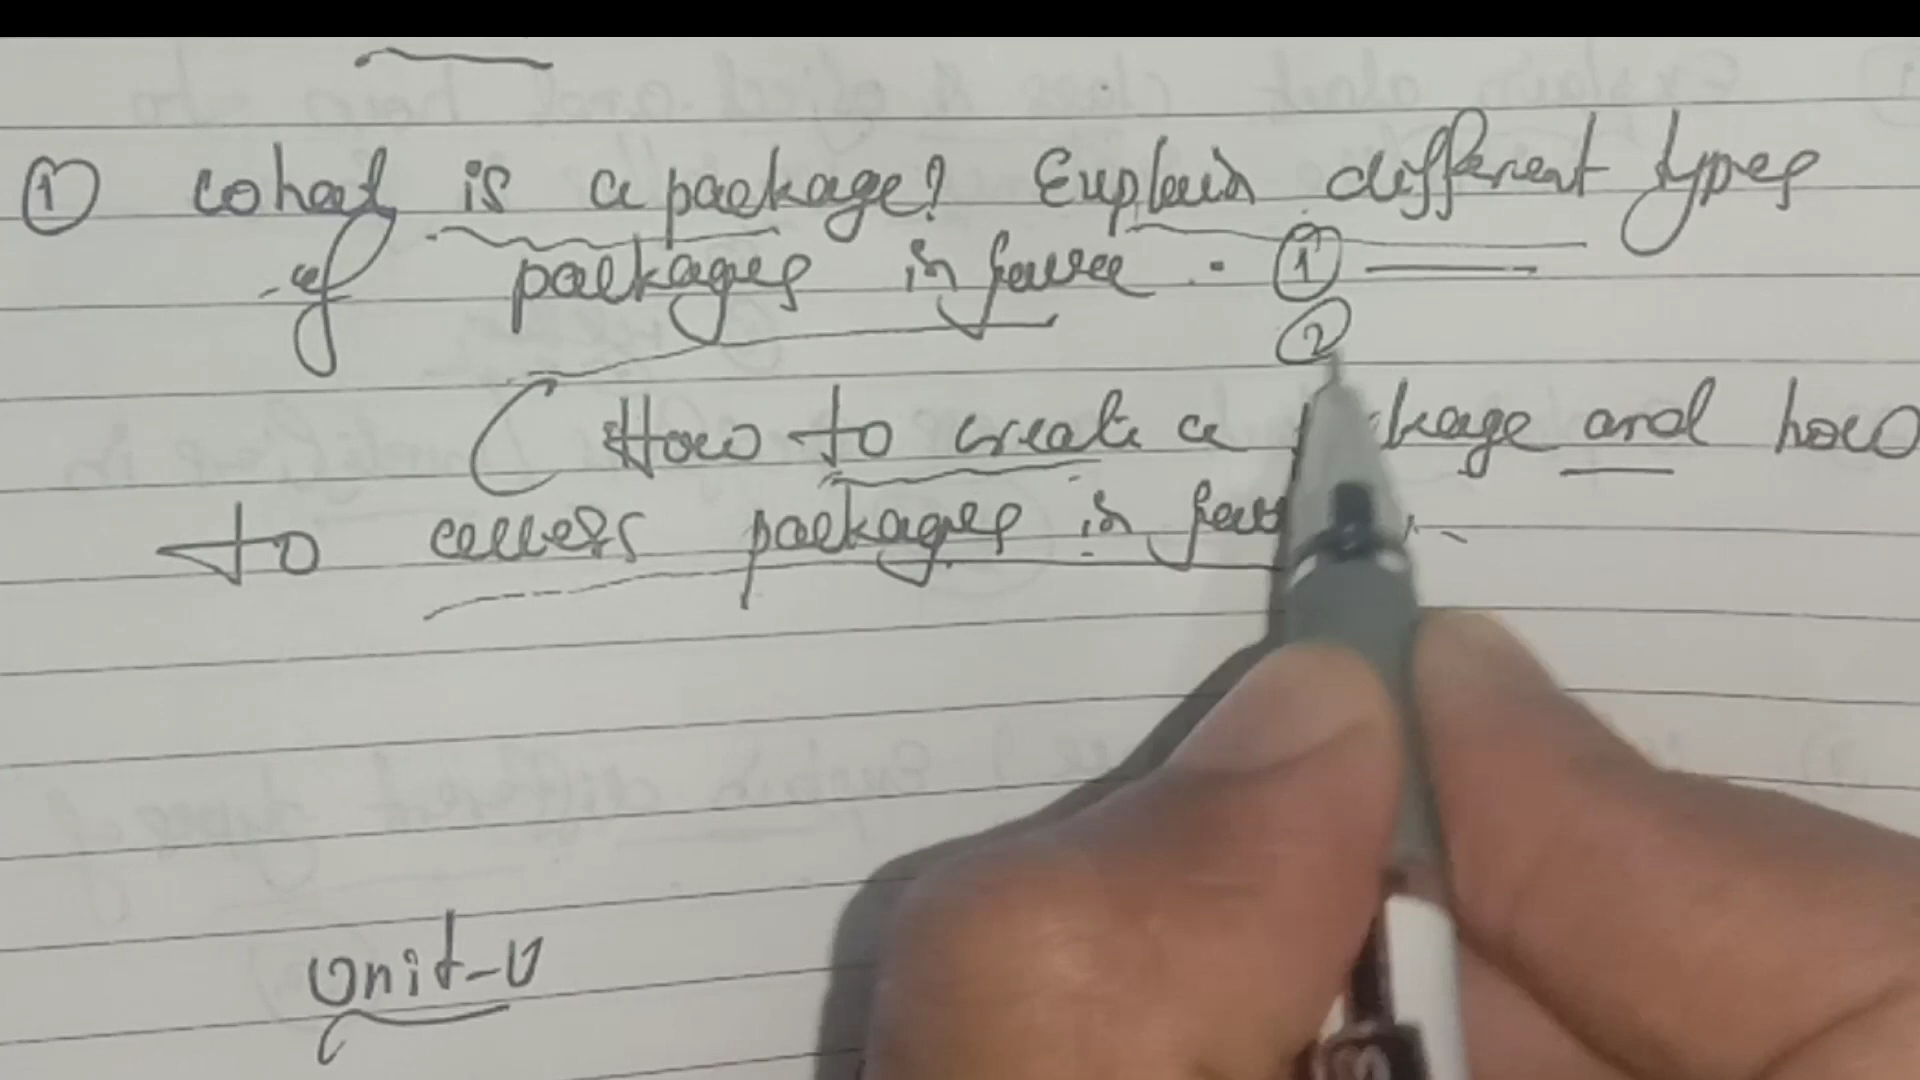 ① What is a package? Explain different types
of packages in Java. ①
②
( How to create a package and how
to access packages in
Unit-V